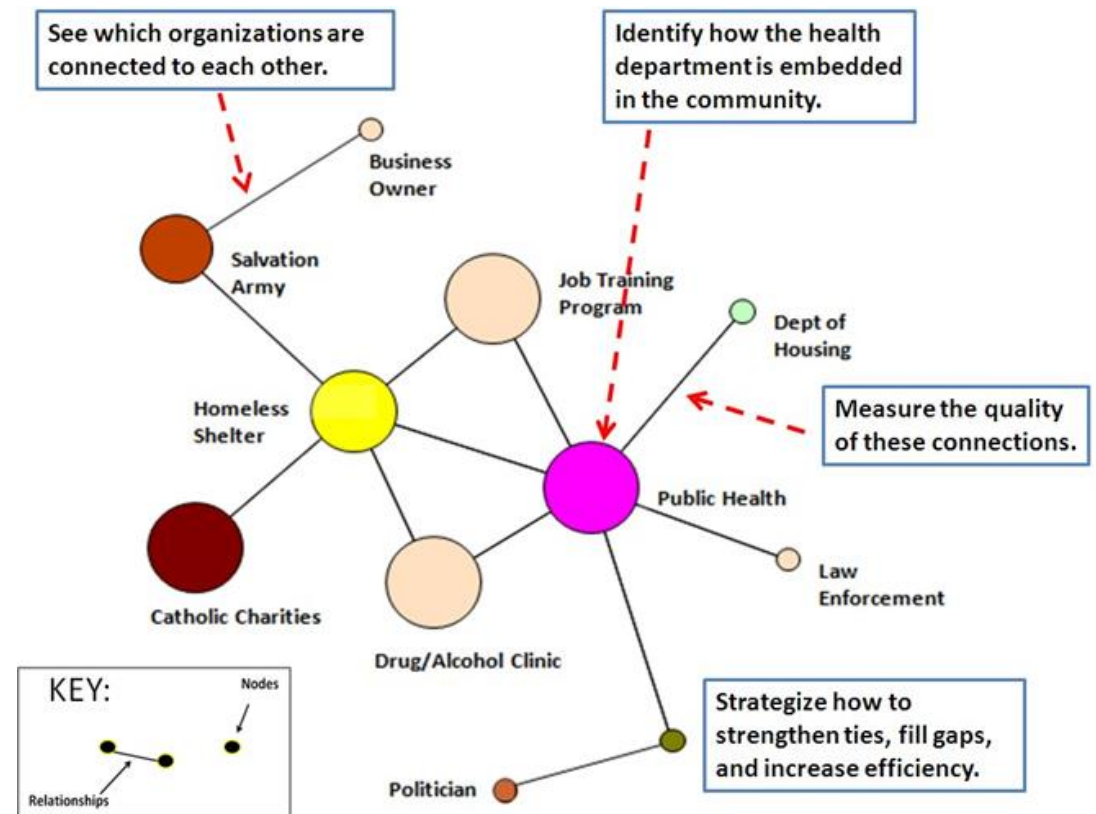 See which organizations are
connected to each other.
Identify how the health
department is embedded
in the community.
Business
Owner
Salvation
Army
Job Training
Program
Dept of
Housing
Homeless
Shelter
Measure the quality
of these connections.
Public Health
Law
Enforcement
Catholic Charities
Drug/Alcohol Clinic
Strategize how to
strengthen ties, fill gaps,
and increase efficiency.
Politician
KEY:
Nodes
Relationships